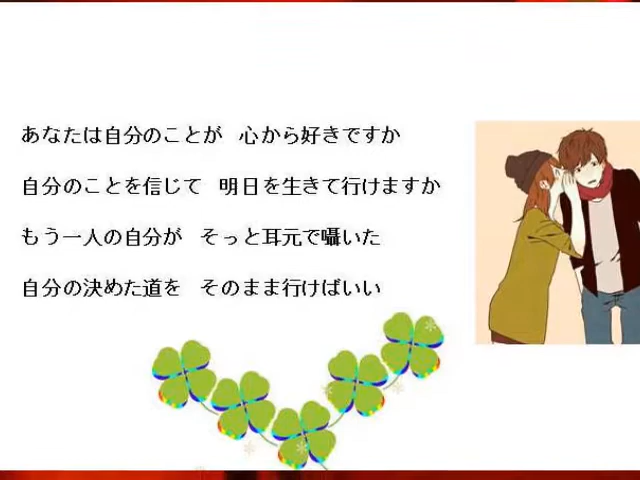 あなたは自分のことが　心から好きですか
自分のことを信じて　明日を生きて行けますか
もう一人の自分が　そっと耳元で囁いた
自分の決めた道を　そのまま行けばいい